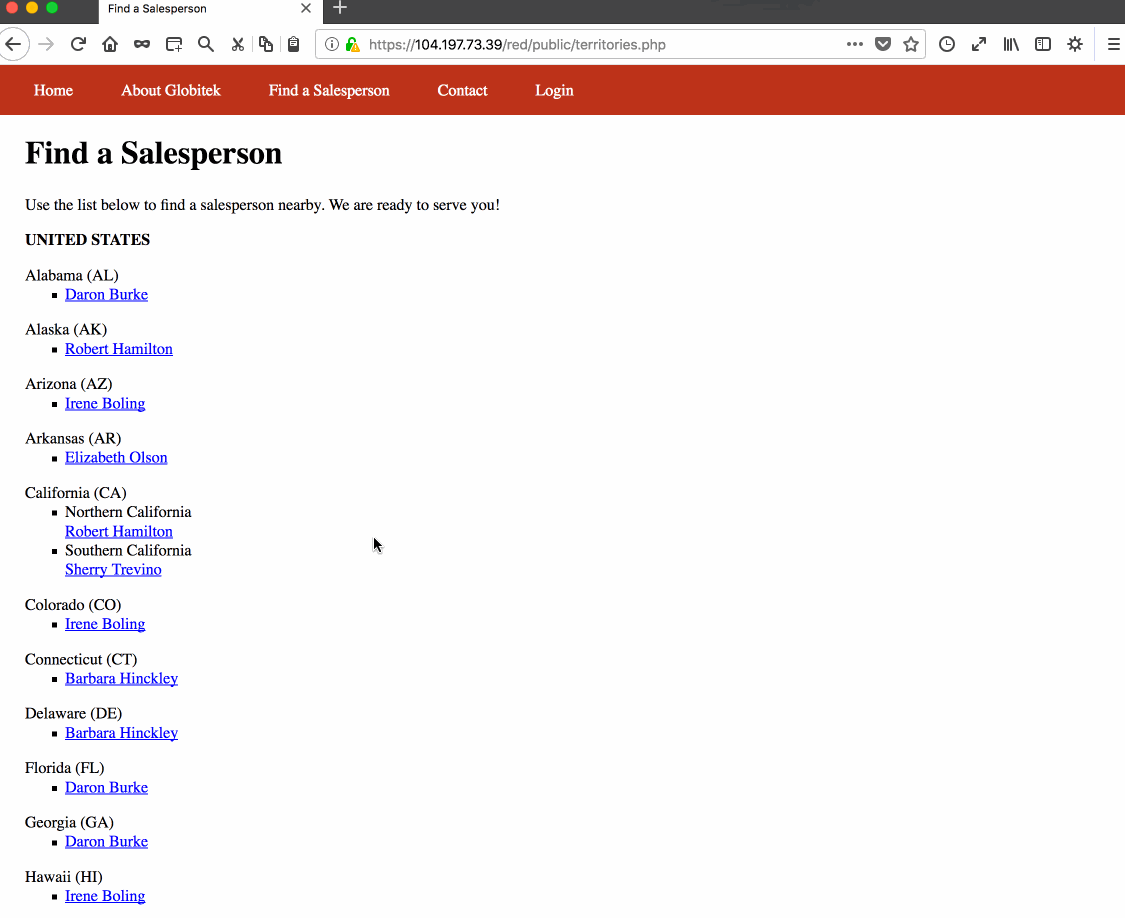 Find a Salesperson
https://104.197.73.39/red/public/territories.php
Home About Globitek Find a Salesperson Contact Login
Find a Salesperson
Use the list below to find a salesperson nearby. We are ready to serve you!
UNITED STATES
Alabama (AL)
Daron Burke
Alaska (AK)
Robert Hamilton
Arizona (AZ)
Irene Boling
Arkansas (AR)
Elizabeth Olson
California (CA)
Northern California
Robert Hamilton
Southern California
Sherry Trevino
Colorado (CO)
Irene Boling
Connecticut (CT)
Barbara Hinckley
Delaware (DE)
Barbara Hinckley
Florida (FL)
Daron Burke
Georgia (GA)
Daron Burke
Hawaii (HI)
Irene Boling